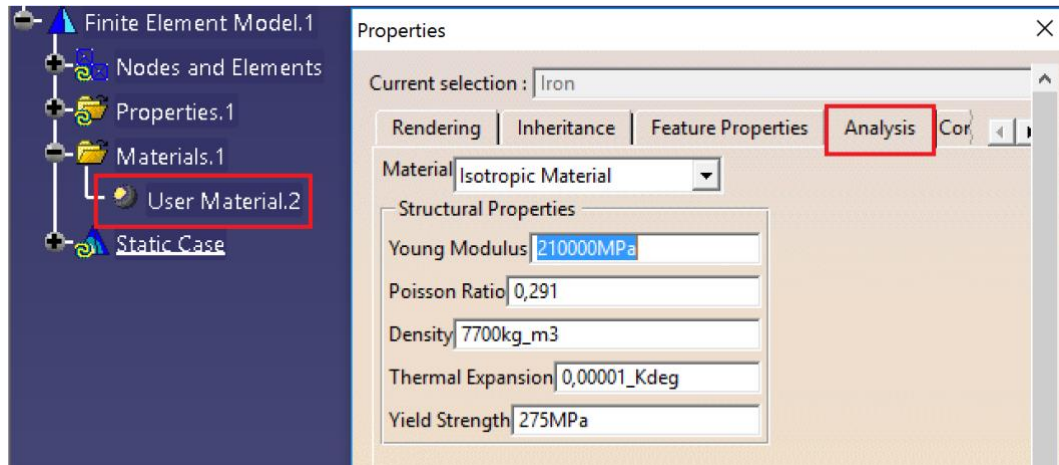 Finite Element Model.1
Nodes and Elements
Properties.1
Materials.1
User Material.2
Static Case
Properties
Current selection : Iron
Rendering Inheritance Feature Properties Analysis
Material Isotropic Material
Structural Properties
Young Modulus 210000MPa
Poisson Ratio 0,291
Density 7700kg_m3
Thermal Expansion 0,00001_Kdeg
Yield Strength 275MPa